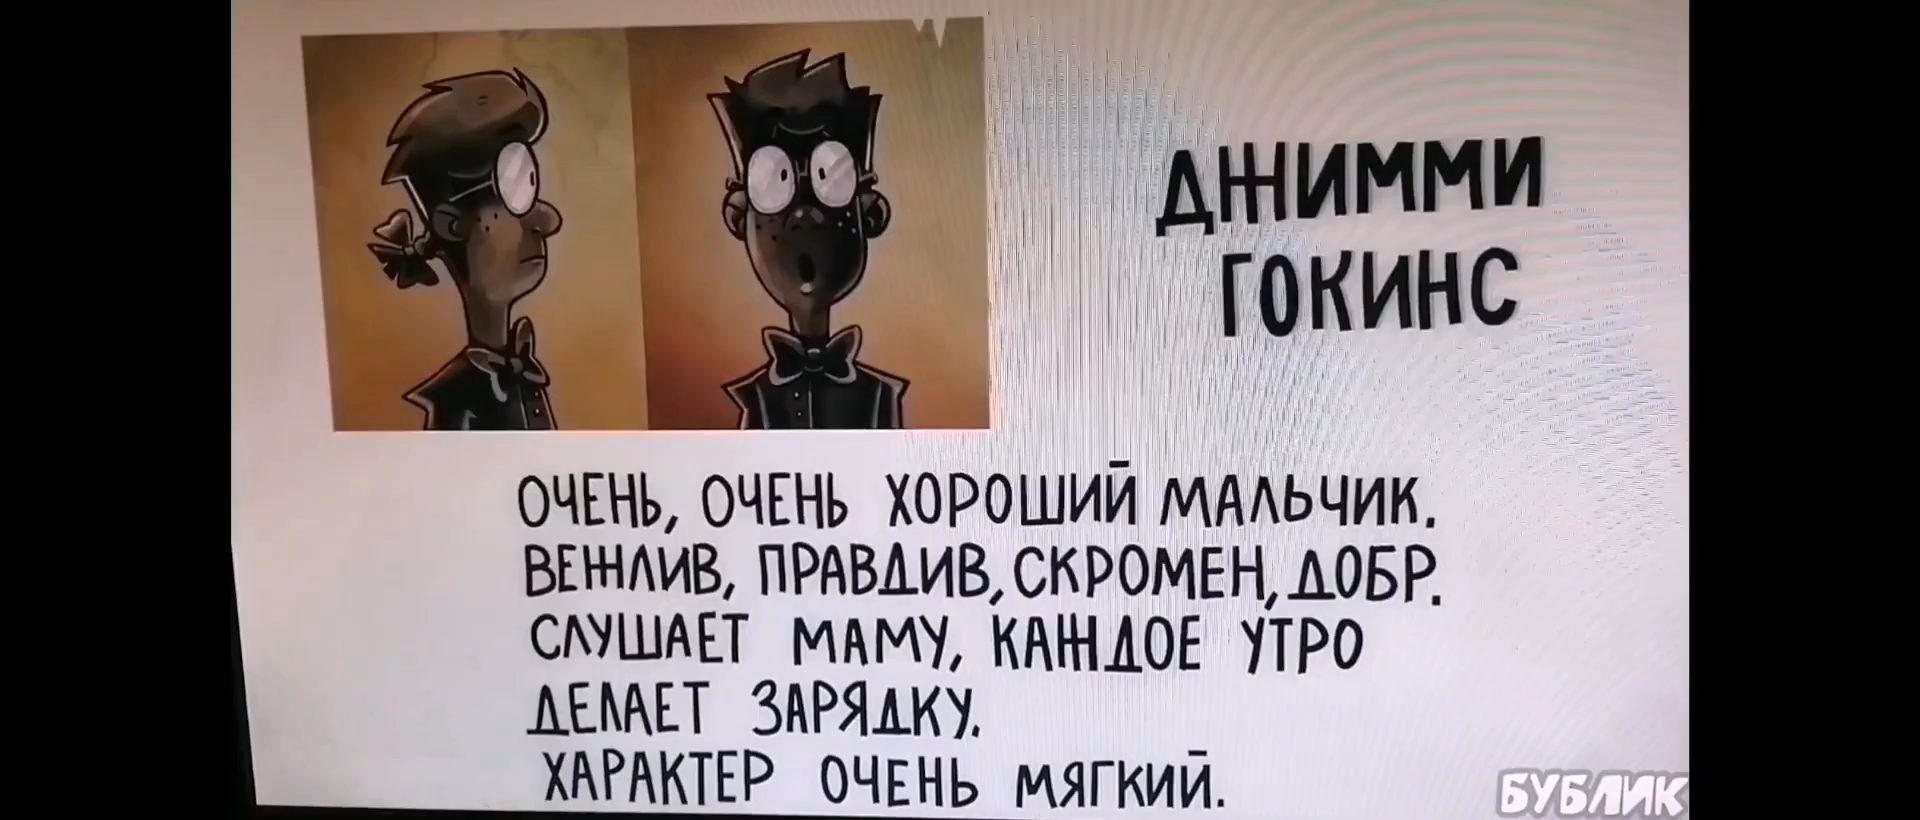 ДЖИММИ
ГОКИНС
ОЧЕНЬ, ОЧЕНЬ ХОРОШИЙ МАЛЬЧИК.
ВЕЖЛИВ, ПРАВДИВ, СКРОМЕН, ДОБР.
СЛУШАЕТ МАМУ, КАЖДОЕ УТРО
ДЕЛАЕТ ЗАРЯДКУ.
ХАРАКТЕР ОЧЕНЬ МЯГКИЙ.
БУБЛИК